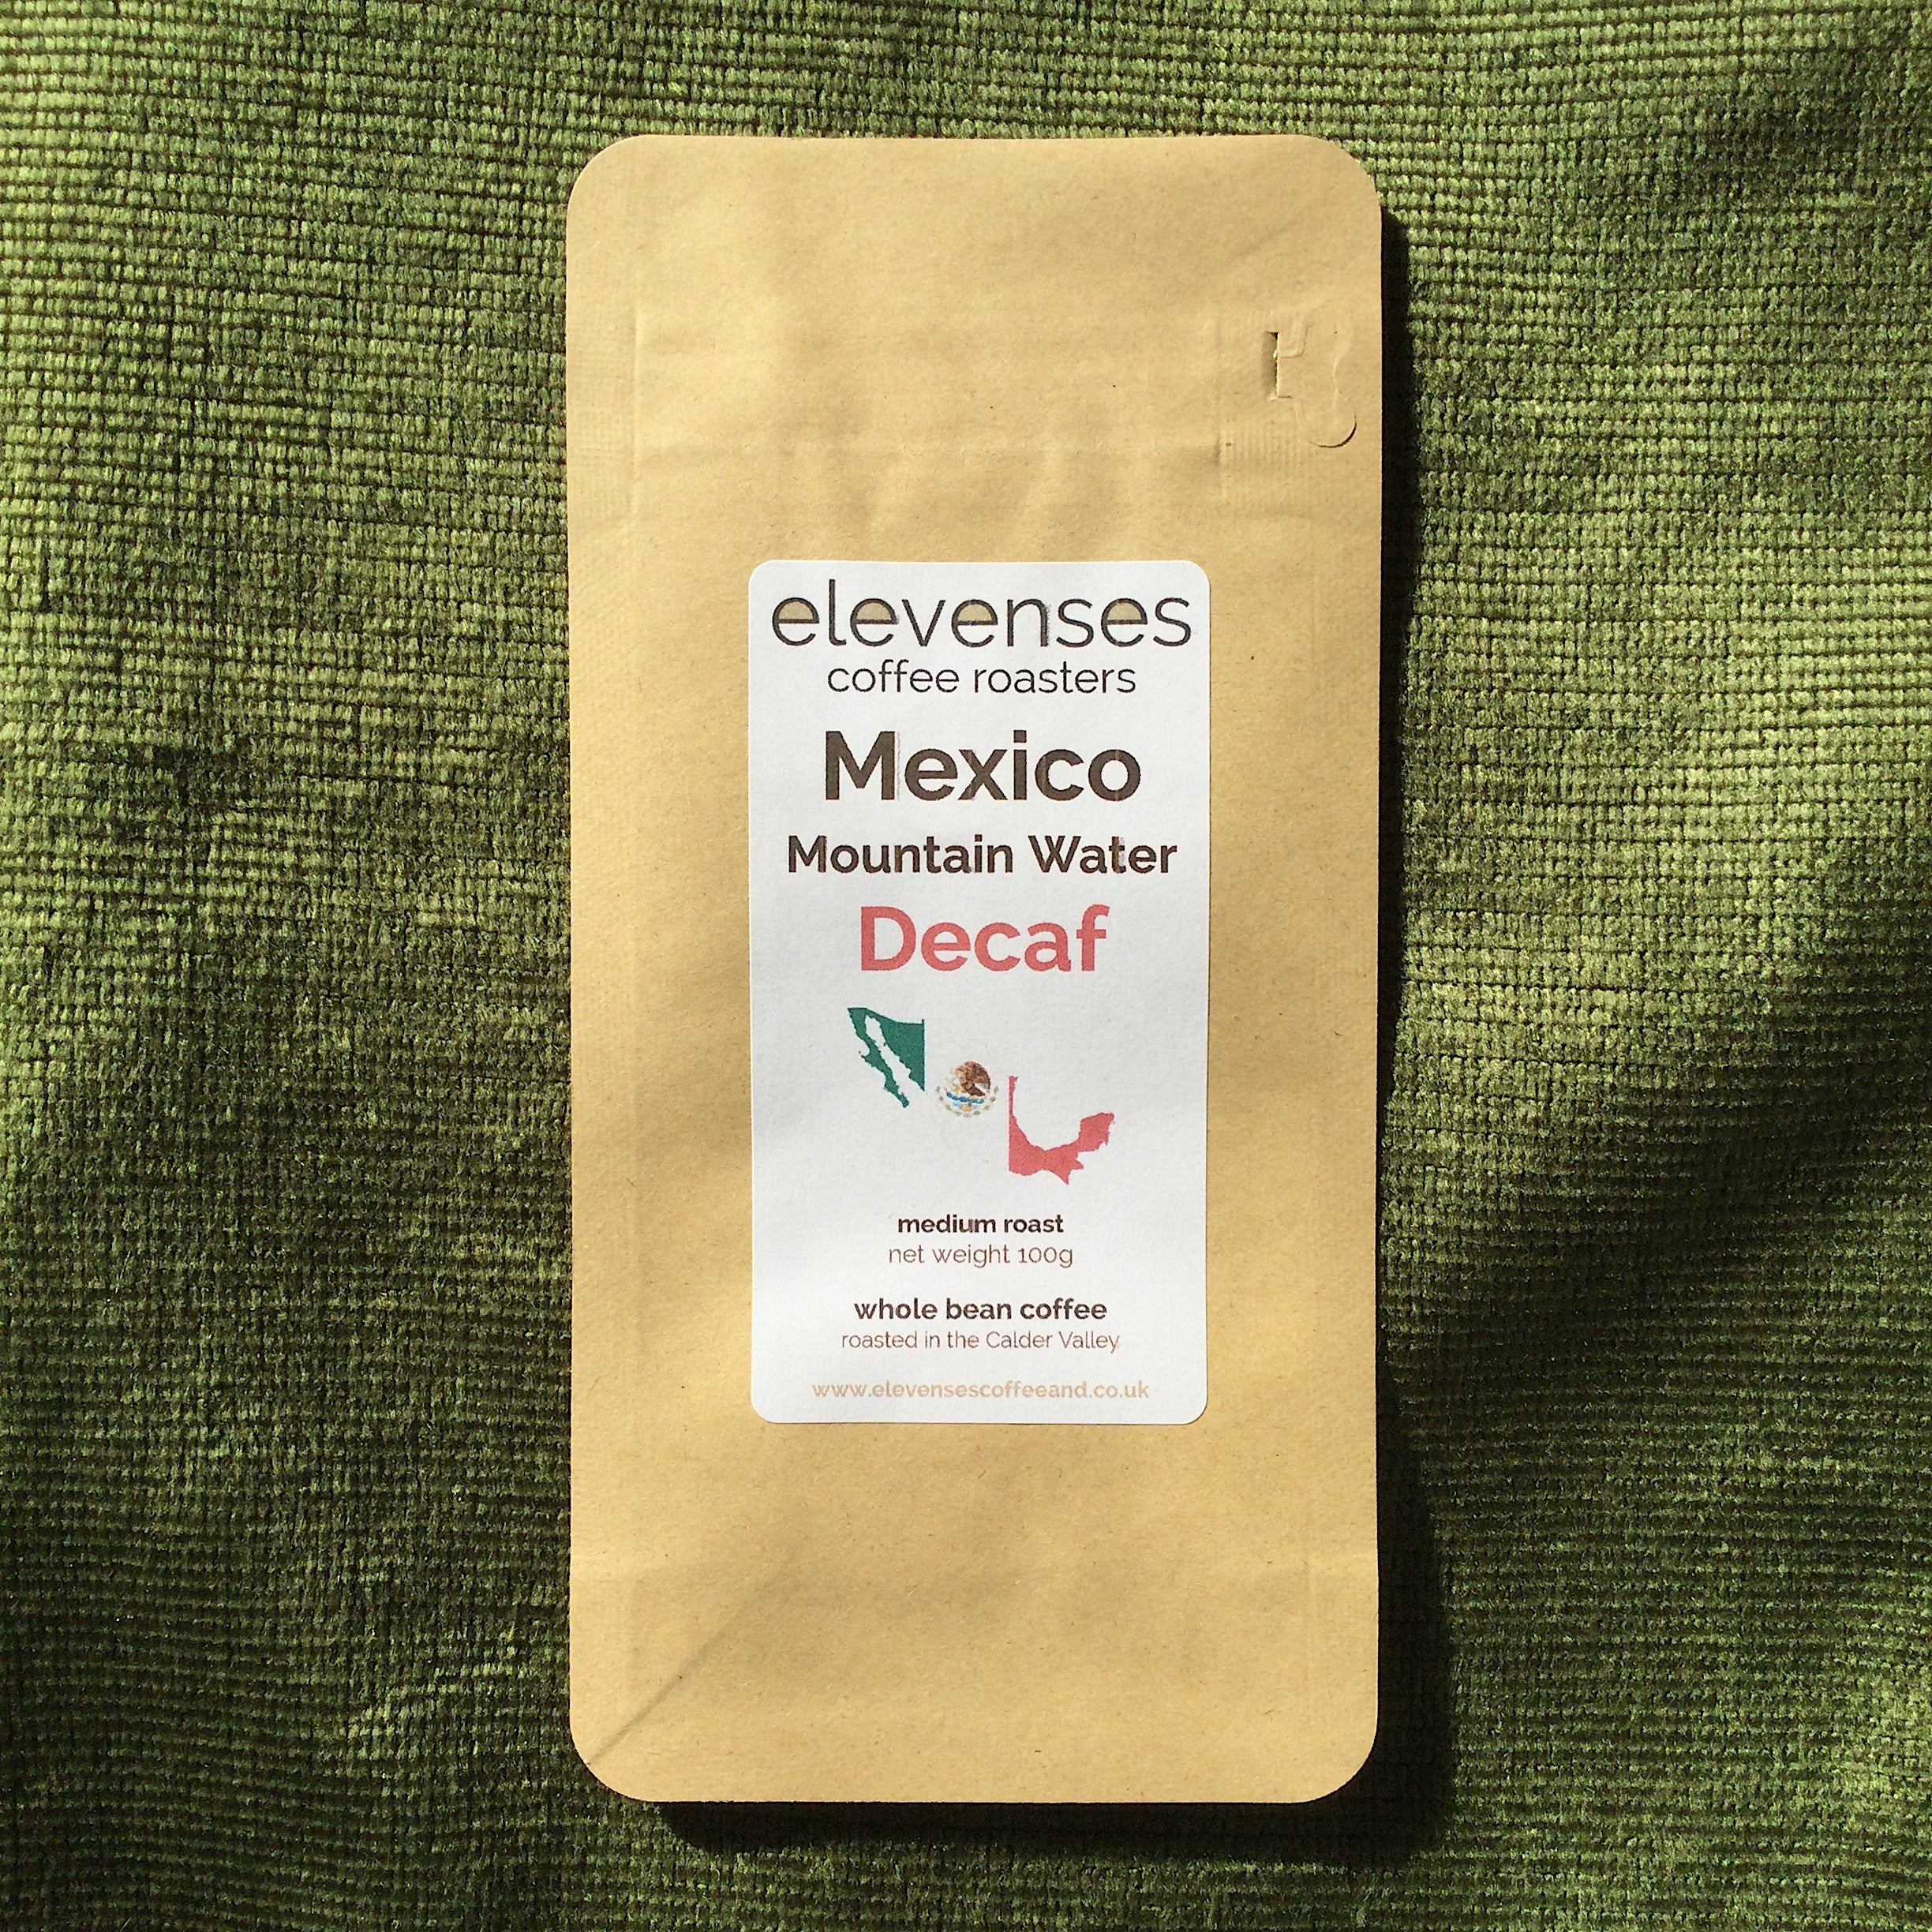 elevenses
coffee roasters
Mexico
Mountain Water
Decaf
medium roast
net weight 100g
whole bean coffee
roasted in the Calder Valley
www.elevensescoffeeand.co.uk